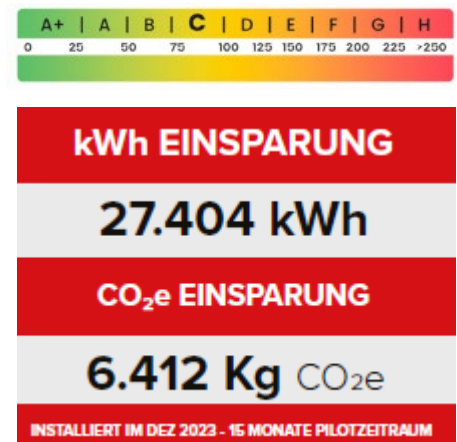 A+ | A | B | C | D | E | F | G | H
0 25 50 75 100 125 150 175 200 225 >250
kWh EINSPARUNG
27.404 kWh
CO₂e EINSPARUNG
6.412 Kg CO₂e
INSTALLIERT IM DEZ 2023 - 15 MONATE PILOTZEITRAUM